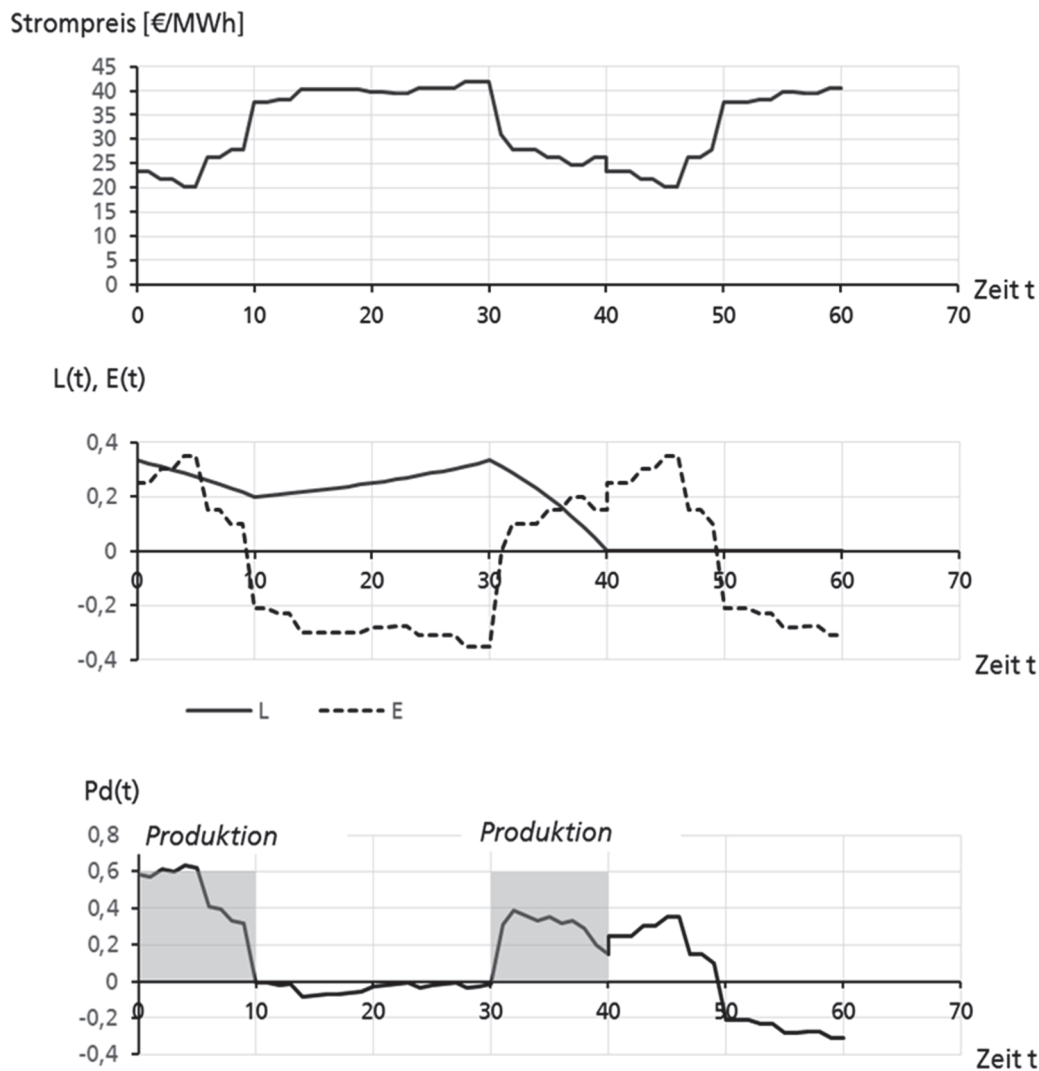 Strompreis [€/MWh]
45
40
35
30
25
20
15
10
5
0
0 10 20 30 40 50 60 70
Zeit t
L(t), E(t)
0,4
0,2
0
-0,2
-0,4
0 10 20 30 40 50 60 70
Zeit t
L E
Pd(t)
Produktion Produktion
0,8
0,6
0,4
0,2
0
-0,2
-0,4
0 10 20 30 40 50 60 70
Zeit t